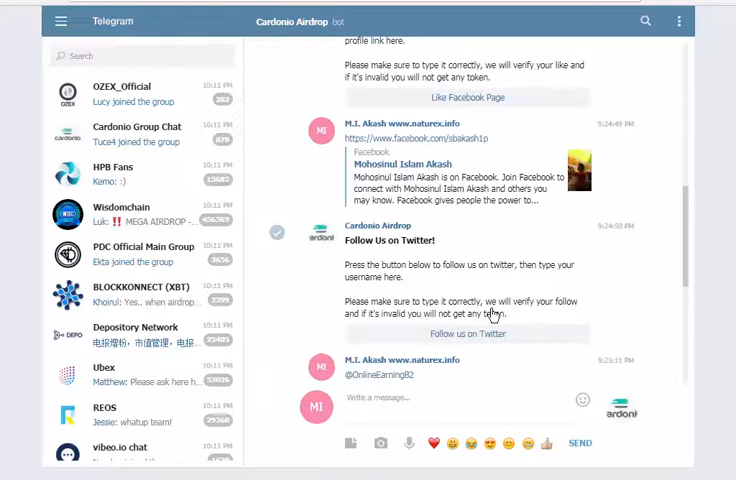 Telegram
Cardonio Airdrop bot
Search
OZEX_Official 10:11 PM
Lucy joined the group 282
Cardonio Group Chat 10:11 PM
Tuce4 joined the group 878
HPB Fans 10:11 PM
Kemo: :) 15682
Wisdomchain 10:11 PM
Luk: ‼️ MEGA AIRDROP - 456569
PDC Official Main Group 10:11 PM
Ekta joined the group 3656
BLOCKKONNECT (XBT) 10:11 PM
Khoirul: Yes.. when airdrop... 2399
Depository Network 10:11 PM
25405
Ubex 10:11 PM
Matthew: Please ask here h... 53026
REOS 10:11 PM
Jessie: whatup team! 29360
vibeo.io chat 10:11 PM
profile link here.
Please make sure to type it correctly, we will verify your like and
if it's invalid you will not get any token.
Like Facebook Page
M.I. Akash www.naturex.info 9:24:49 PM
https://www.facebook.com/sbakash1p
Facebook
Mohosinul Islam Akash
Mohosinul Islam Akash is on Facebook. Join Facebook to
connect with Mohosinul Islam Akash and others you
may know. Facebook gives people the power to...
Cardonio Airdrop 9:24:50 PM
Follow Us on Twitter!
Press the button below to follow us on twitter, then type your
username here.
Please make sure to type it correctly, we will verify your follow
and if it's invalid you will not get any token.
Follow us on Twitter
M.I. Akash www.naturex.info 9:25:11 PM
@OnlineEarningB2
Write a message...
SEND